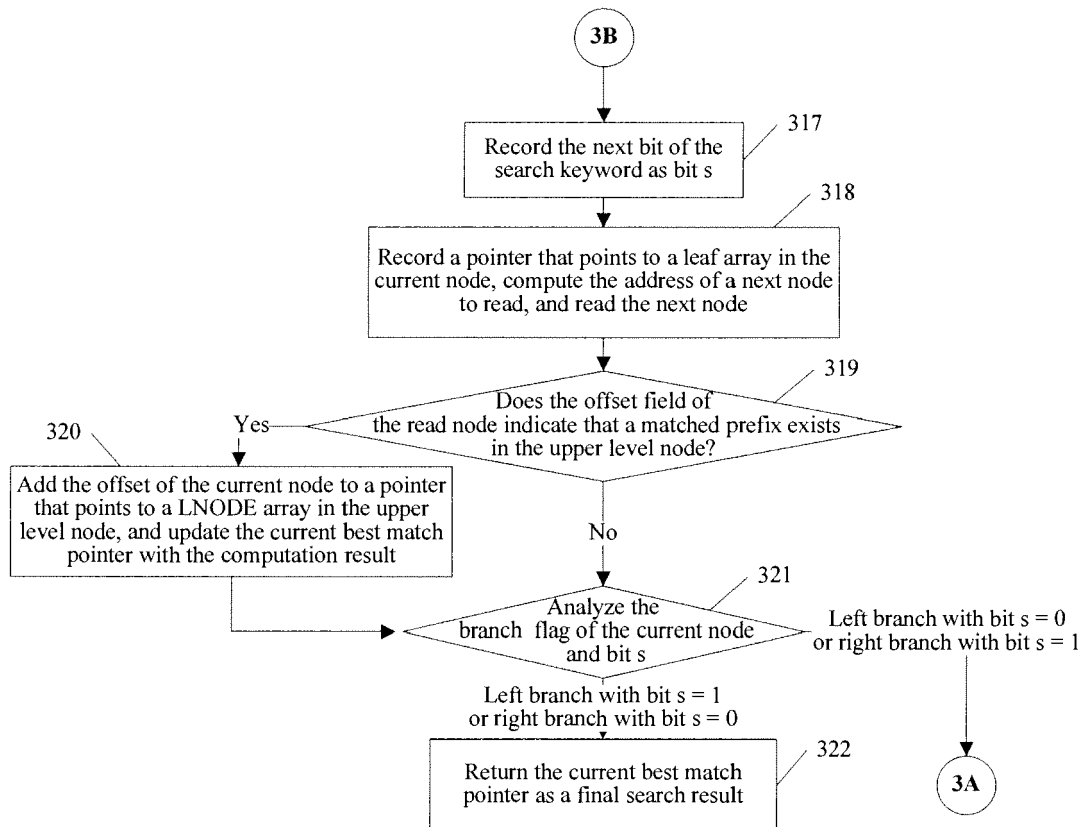 3B
317
Record the next bit of the
search keyword as bit s
318
Record a pointer that points to a leaf array in the
current node, compute the address of a next node
to read, and read the next node
319
Does the offset field of
the read node indicate that a matched prefix exists
in the upper level node?
Yes
320
Add the offset of the current node to a pointer
that points to a LNODE array in the upper
level node, and update the current best match
pointer with the computation result
No
321
Analyze the
branch flag of the current node
and bit s
Left branch with bit s = 0
or right branch with bit s = 1
Left branch with bit s = 1
or right branch with bit s = 0
322
Return the current best match
pointer as a final search result
3A